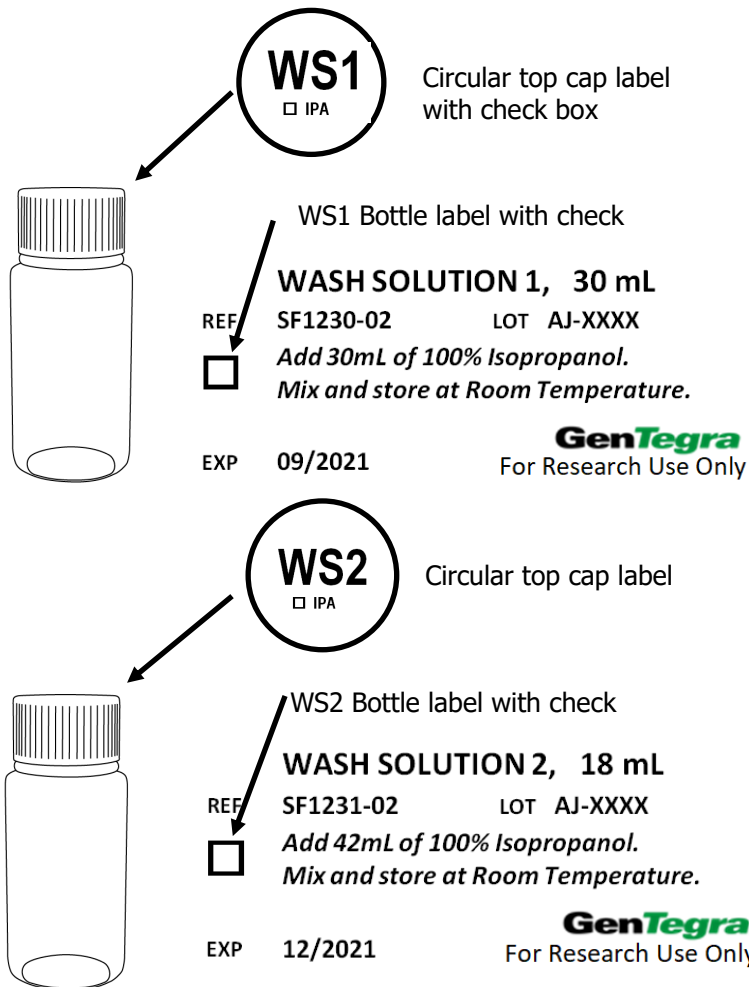 WS1
☐ IPA
Circular top cap label
with check box
WS1 Bottle label with check
WASH SOLUTION 1, 30 mL
REF SF1230-02 LOT AJ-XXXX
Add 30mL of 100% Isopropanol.
Mix and store at Room Temperature.
GenTegra
EXP 09/2021 For Research Use Only
WS2
☐ IPA
Circular top cap label
WS2 Bottle label with check
WASH SOLUTION 2, 18 mL
REF SF1231-02 LOT AJ-XXXX
Add 42mL of 100% Isopropanol.
Mix and store at Room Temperature.
GenTegra
EXP 12/2021 For Research Use Only